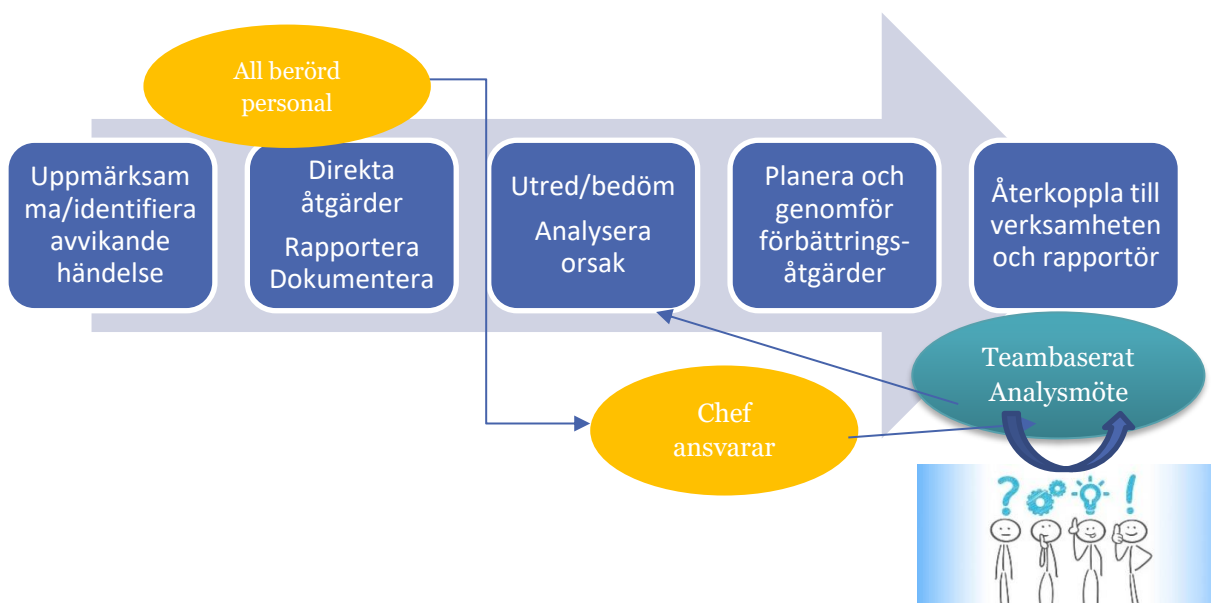 All berörd
personal
Uppmärksam
ma/identifiera
avvikande
händelse
Direkta
åtgärder
Rapportera
Dokumentera
Utred/bedöm
Analysera
orsak
Planera och
genomför
förbättrings-
åtgärder
Återkoppla till
verksamheten
och rapportör
Teambaserat
Analysmöte
Chef
ansvarar
? !